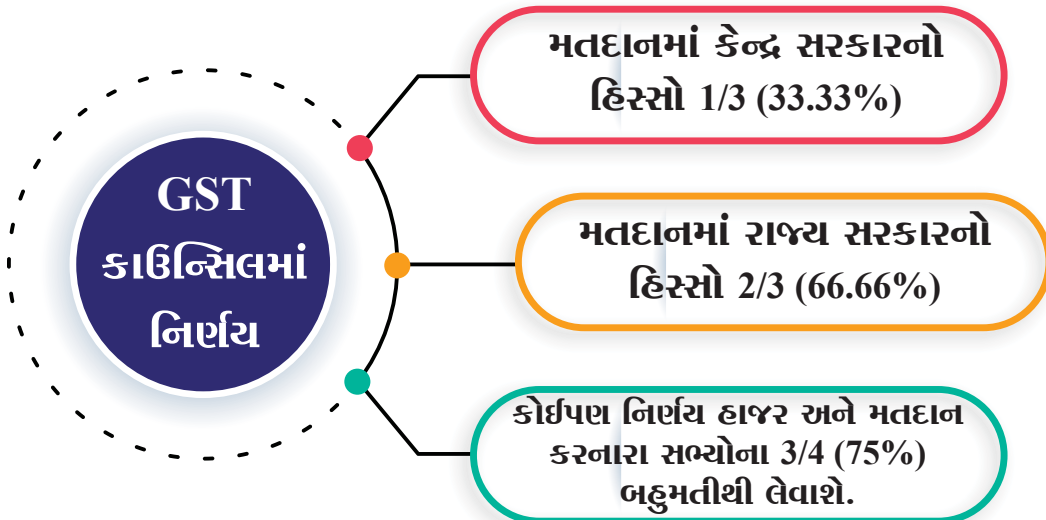 GST
કાઉન્સિલમાં
નિર્ણય
મતદાનમાં કેન્દ્ર સરકારનો
હિસ્સો 1/3 (33.33%)
મતદાનમાં રાજ્ય સરકારનો
હિસ્સો 2/3 (66.66%)
કોઈપણ નિર્ણય હાજર અને મતદાન
કરનારા સભ્યોના 3/4 (75%)
બહુમતીથી લેવાશે.